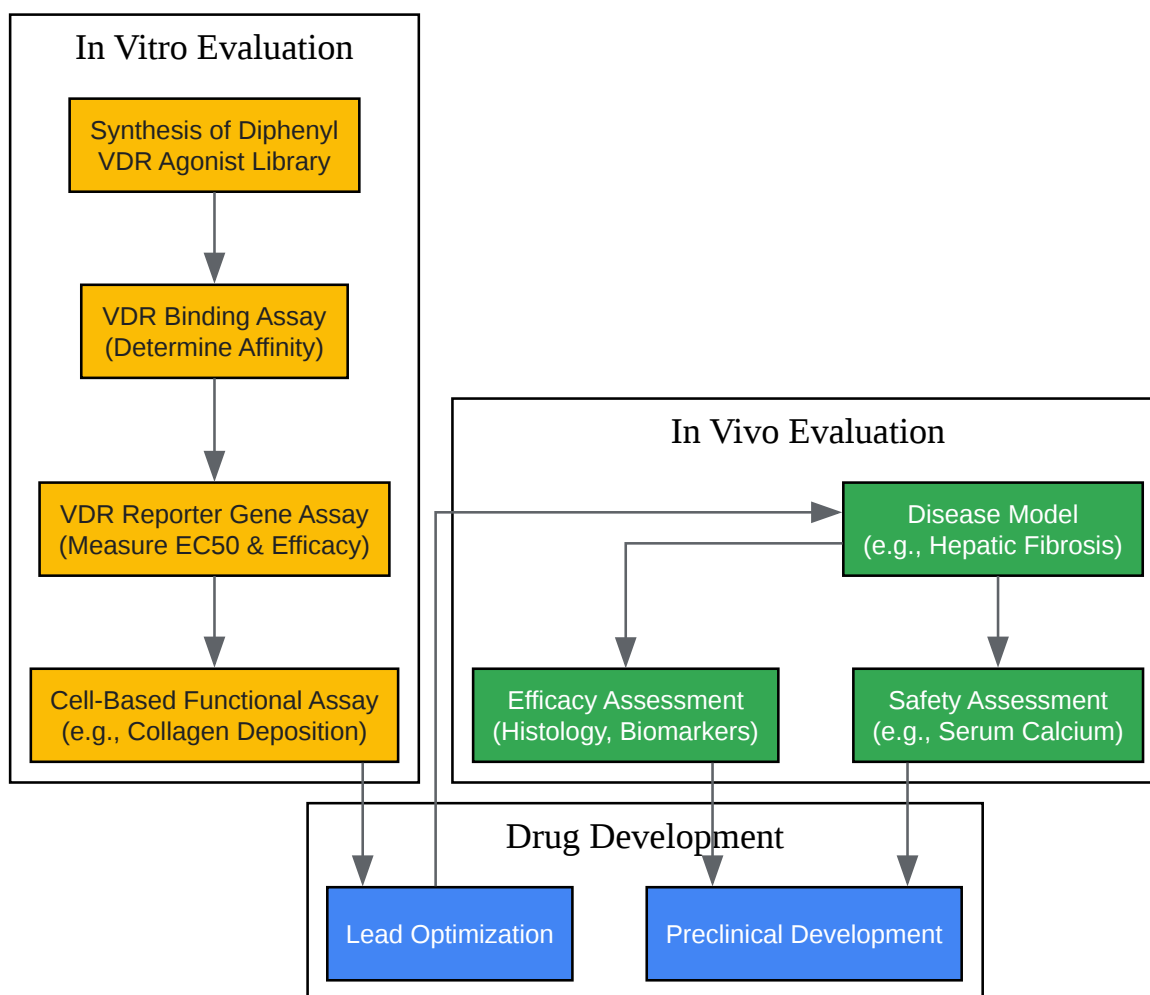 In Vitro Evaluation
Synthesis of Diphenyl
VDR Agonist Library
VDR Binding Assay
(Determine Affinity)
VDR Reporter Gene Assay
(Measure EC50 & Efficacy)
Cell-Based Functional Assay
(e.g., Collagen Deposition)
In Vivo Evaluation
Disease Model
(e.g., Hepatic Fibrosis)
Efficacy Assessment
(Histology, Biomarkers)
Safety Assessment
(e.g., Serum Calcium)
Drug Development
Lead Optimization
Preclinical Development